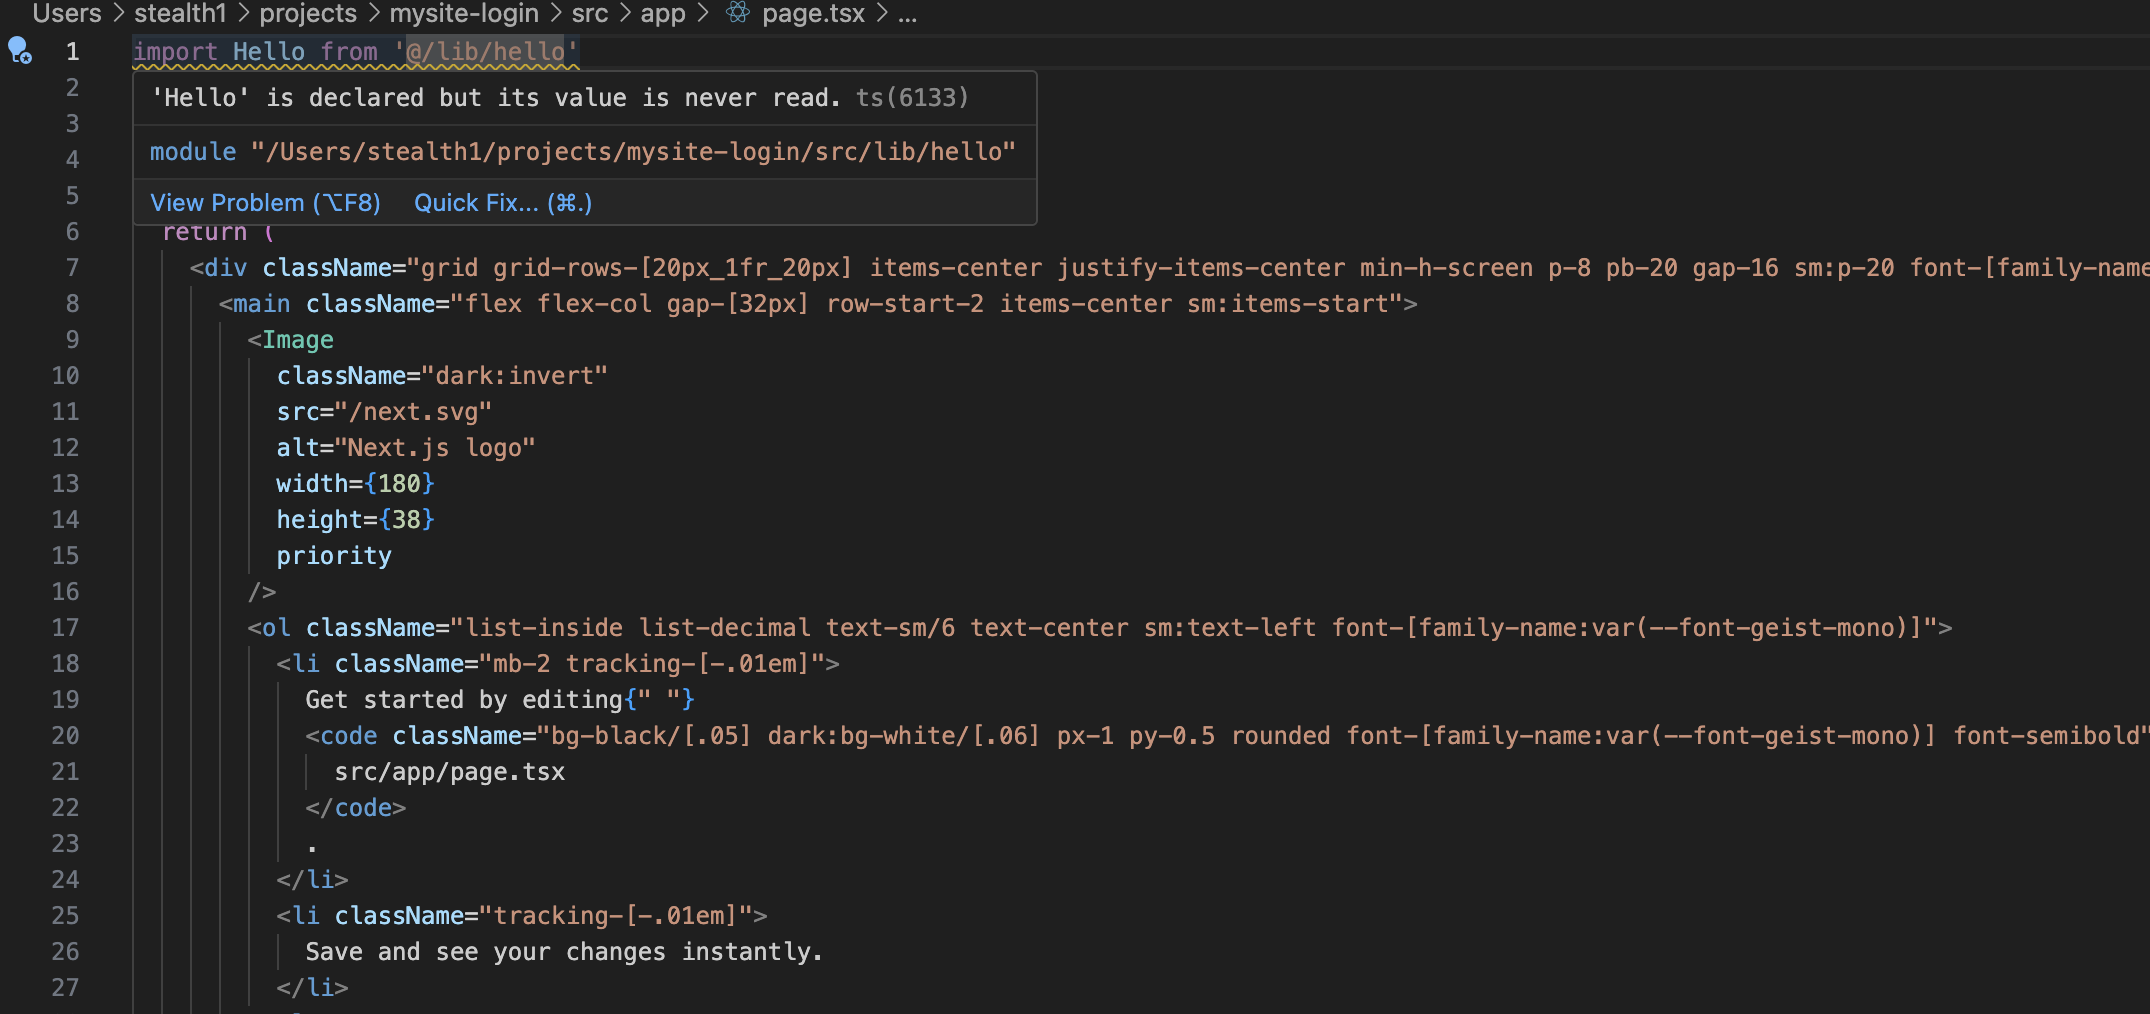 Users > stealth1 > projects > mysite-login > src > app > page.tsx > ...
1 import Hello from '@/lib/hello'
2
'Hello' is declared but its value is never read. ts(6133)
3
4
module "/Users/stealth1/projects/mysite-login/src/lib/hello"
5
View Problem (⌥F8) Quick Fix... (⌘.)
6 return (
7 <div className="grid grid-rows-[20px_1fr_20px] items-center justify-items-center min-h-screen p-8 pb-20 gap-16 sm:p-20 font-[family-name
8 <main className="flex flex-col gap-[32px] row-start-2 items-center sm:items-start">
9 <Image
10 className="dark:invert"
11 src="/next.svg"
12 alt="Next.js logo"
13 width={180}
14 height={38}
15 priority
16 />
17 <ol className="list-inside list-decimal text-sm/6 text-center sm:text-left font-[family-name:var(--font-geist-mono)]">
18 <li className="mb-2 tracking-[-.01em]">
19 Get started by editing{" "}
20 <code className="bg-black/[.05] dark:bg-white/[.06] px-1 py-0.5 rounded font-[family-name:var(--font-geist-mono)] font-semibold"
21 src/app/page.tsx
22 </code>
23 .
24 </li>
25 <li className="tracking-[-.01em]">
26 Save and see your changes instantly.
27 </li>